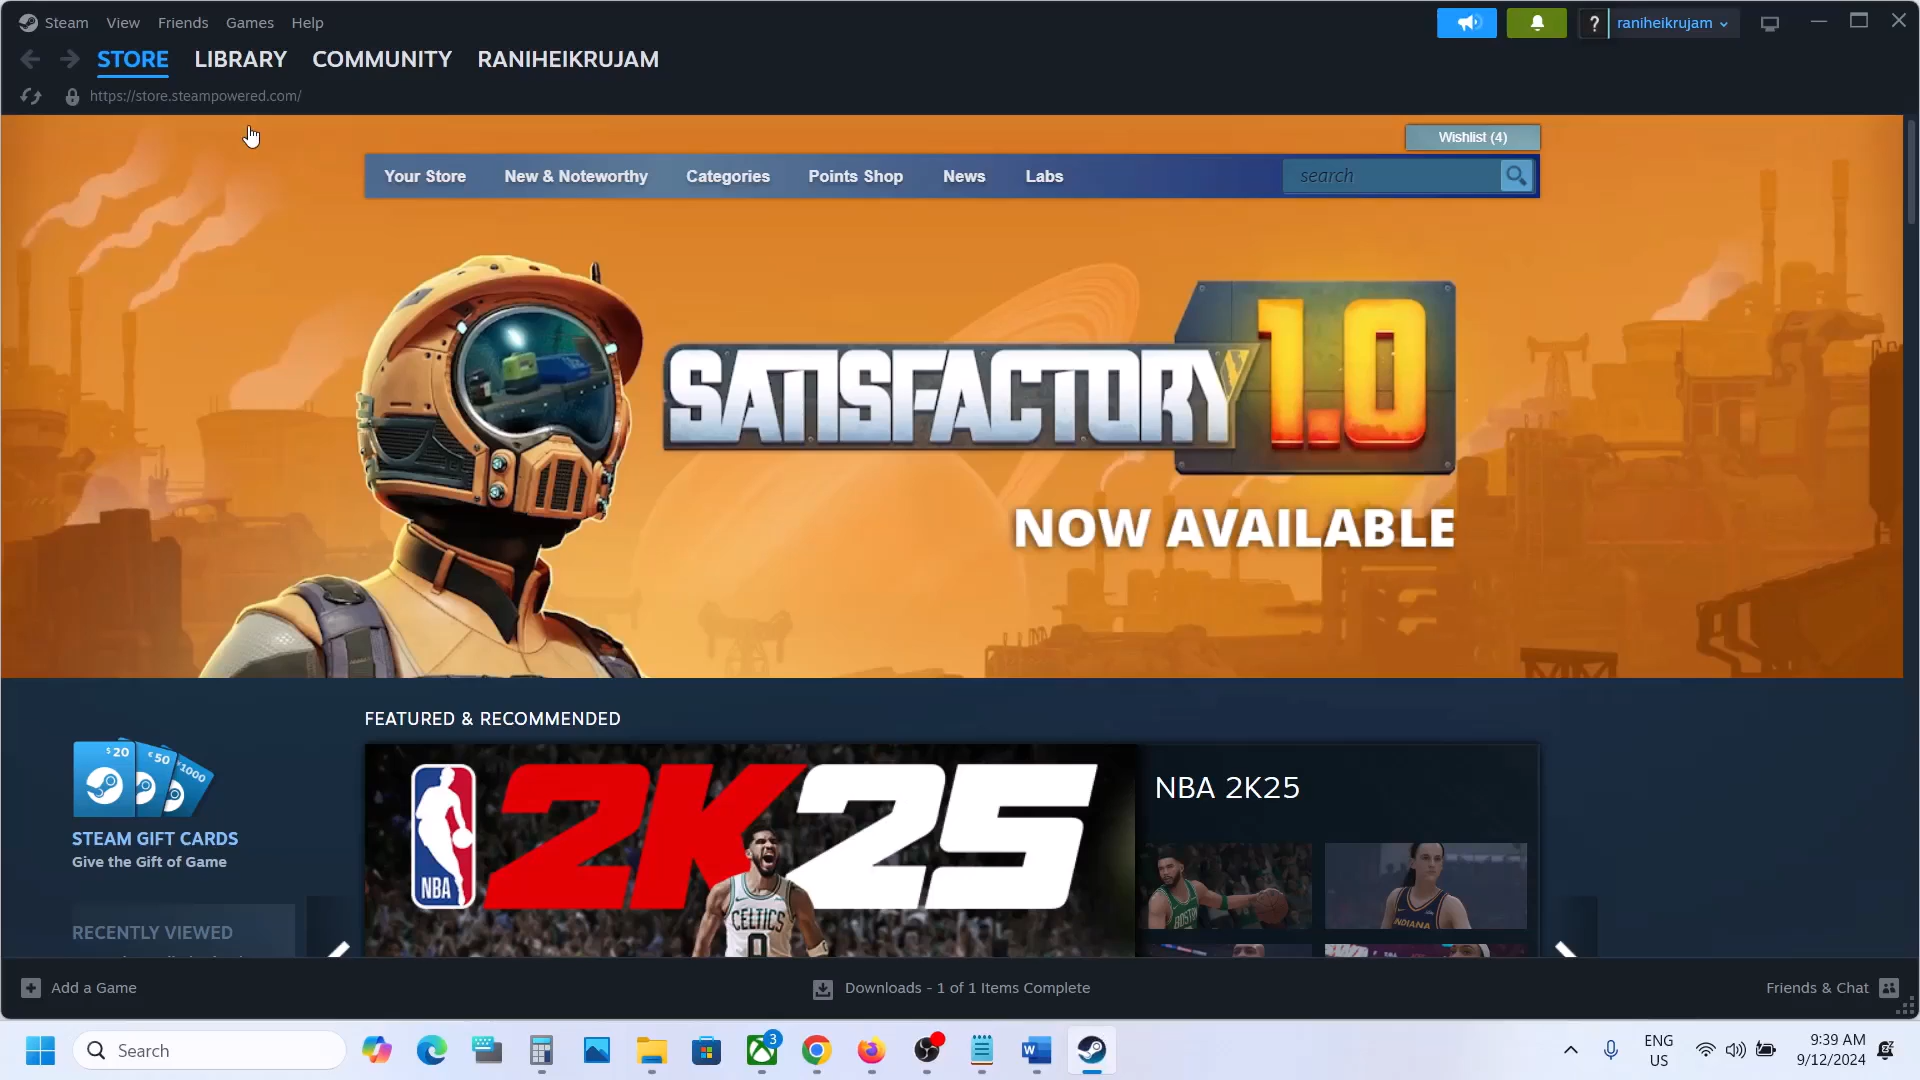 Steam View Friends Games Help
? raniheikrujam
STORE LIBRARY COMMUNITY RANIHEIKRUJAM
https://store.steampowered.com/
Wishlist (4)
Your Store New & Noteworthy Categories Points Shop News Labs search
SATISFACTORY 1.0
NOW AVAILABLE
FEATURED & RECOMMENDED
$20 €50 1000
STEAM GIFT CARDS
Give the Gift of Game
RECENTLY VIEWED
NBA 2K25
CELTICS
0
NBA 2K25
BOSTON
INDIANA
Add a Game Downloads - 1 of 1 Items Complete Friends & Chat
Search
3
ENG
US
9:39 AM
9/12/2024